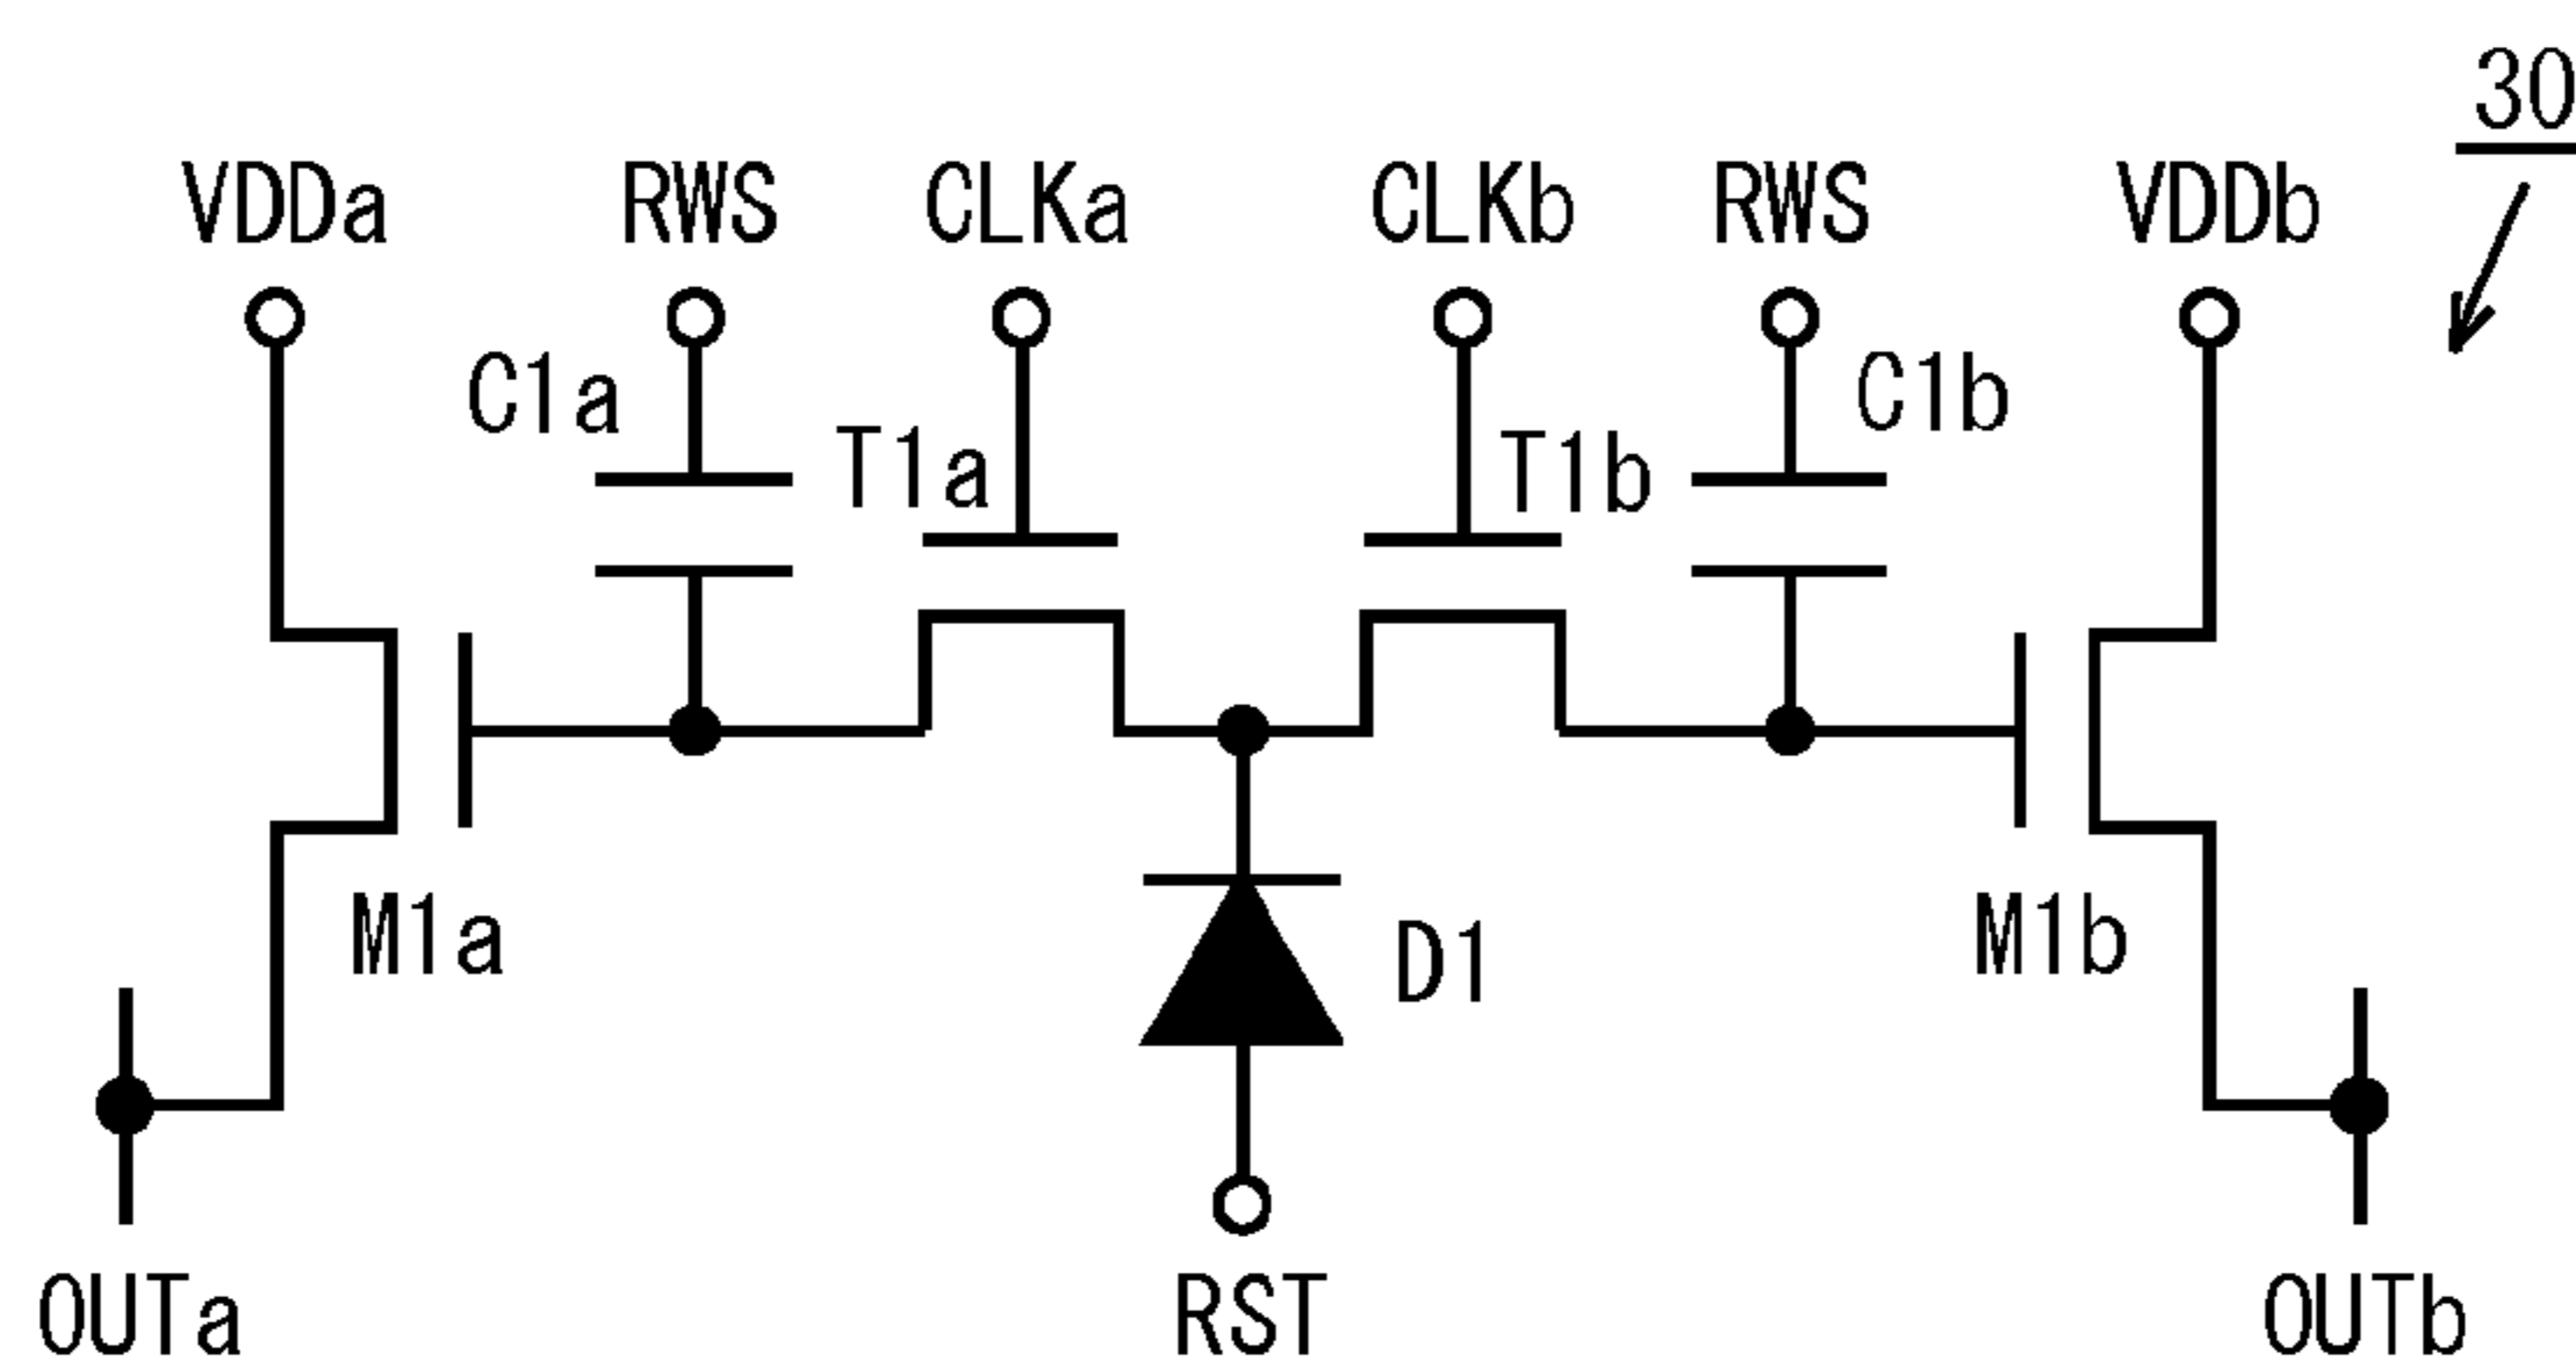 30
VDDa RWS CLKa CLKb RWS VDDb
C1a T1a T1b C1b
M1a D1 M1b
OUTa RST OUTb